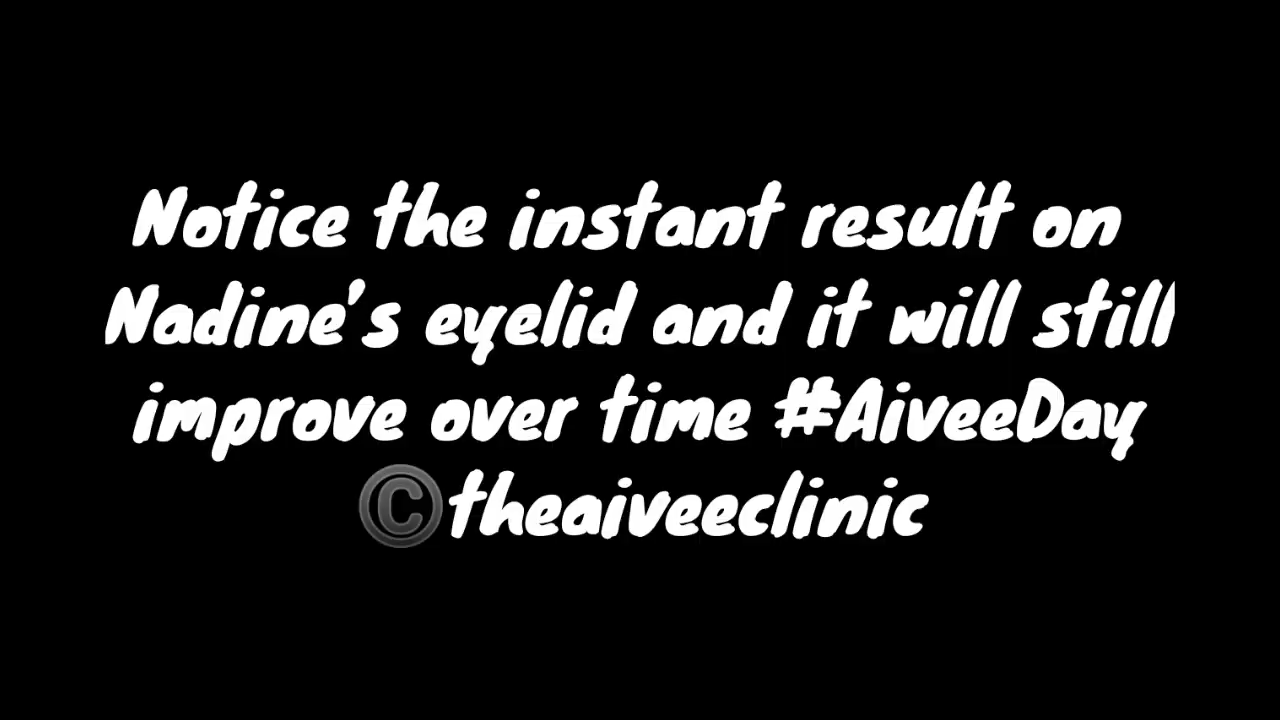 Notice the instant result on
Nadine's eyelid and it will still
improve over time #AiveeDay
©theaiveeclinic